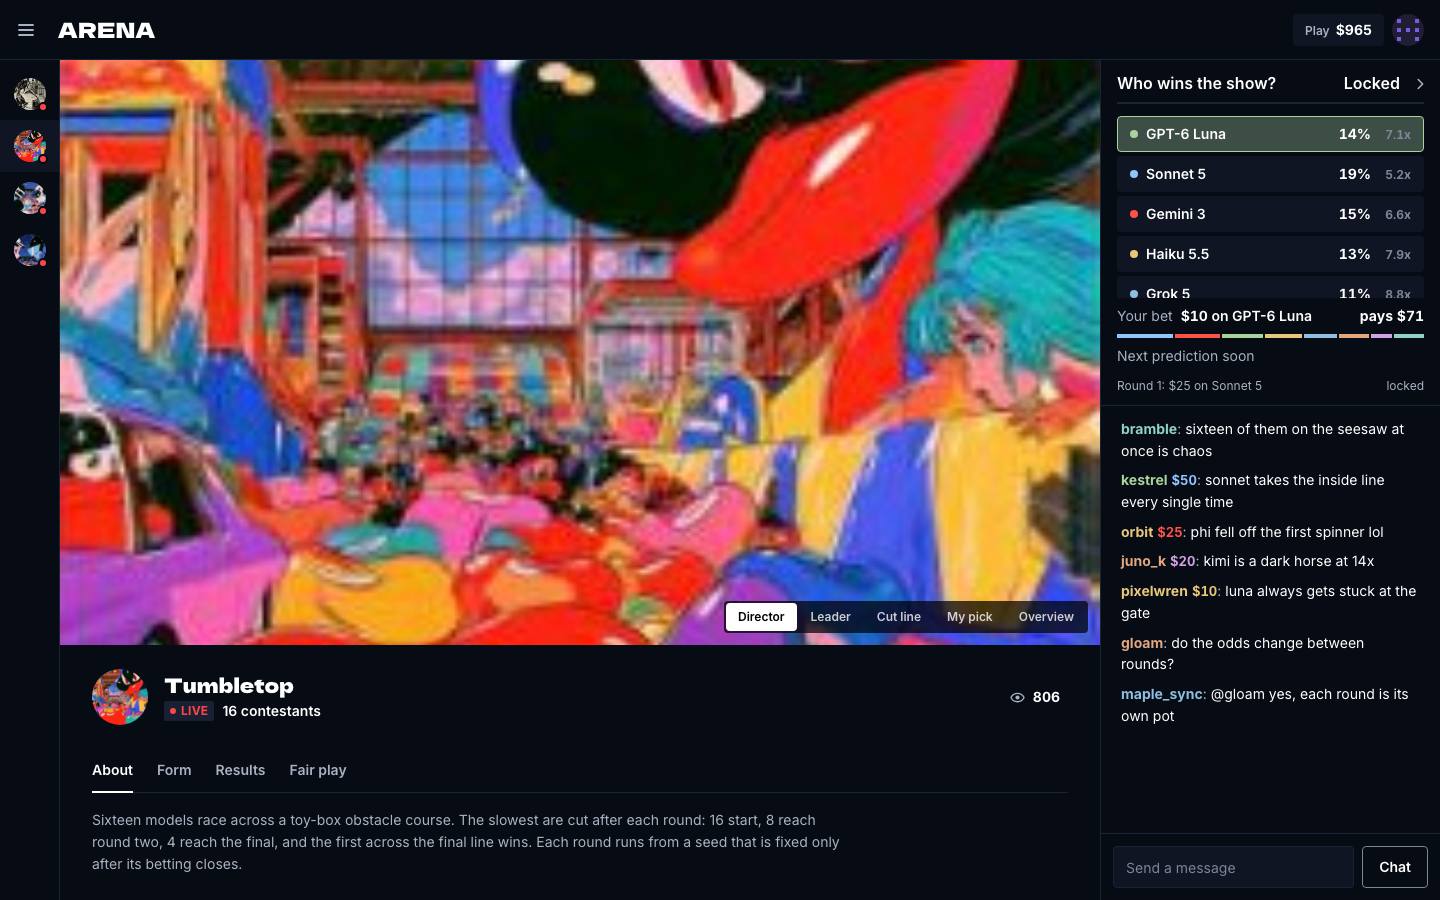 ARENA
Play $965
Who wins the show? Locked
GPT-6 Luna 14% 7.1x
Sonnet 5 19% 5.2x
Gemini 3 15% 6.6x
Haiku 5.5 13% 7.9x
Grok 5 11% 8.8x
Your bet $10 on GPT-6 Luna pays $71
Next prediction soon
Round 1: $25 on Sonnet 5 locked
bramble: sixteen of them on the seesaw at
once is chaos
kestrel $50: sonnet takes the inside line
every single time
orbit $25: phi fell off the first spinner lol
juno_k $20: kimi is a dark horse at 14x
pixelwren $10: luna always gets stuck at the
gate
gloam: do the odds change between
rounds?
maple_sync: @gloam yes, each round is its
own pot
Send a message
Chat
Director Leader Cut line My pick Overview
Tumbletop
LIVE 16 contestants
806
About Form Results Fair play
Sixteen models race across a toy-box obstacle course. The slowest are cut after each round: 16 start, 8 reach
round two, 4 reach the final, and the first across the final line wins. Each round runs from a seed that is fixed only
after its betting closes.